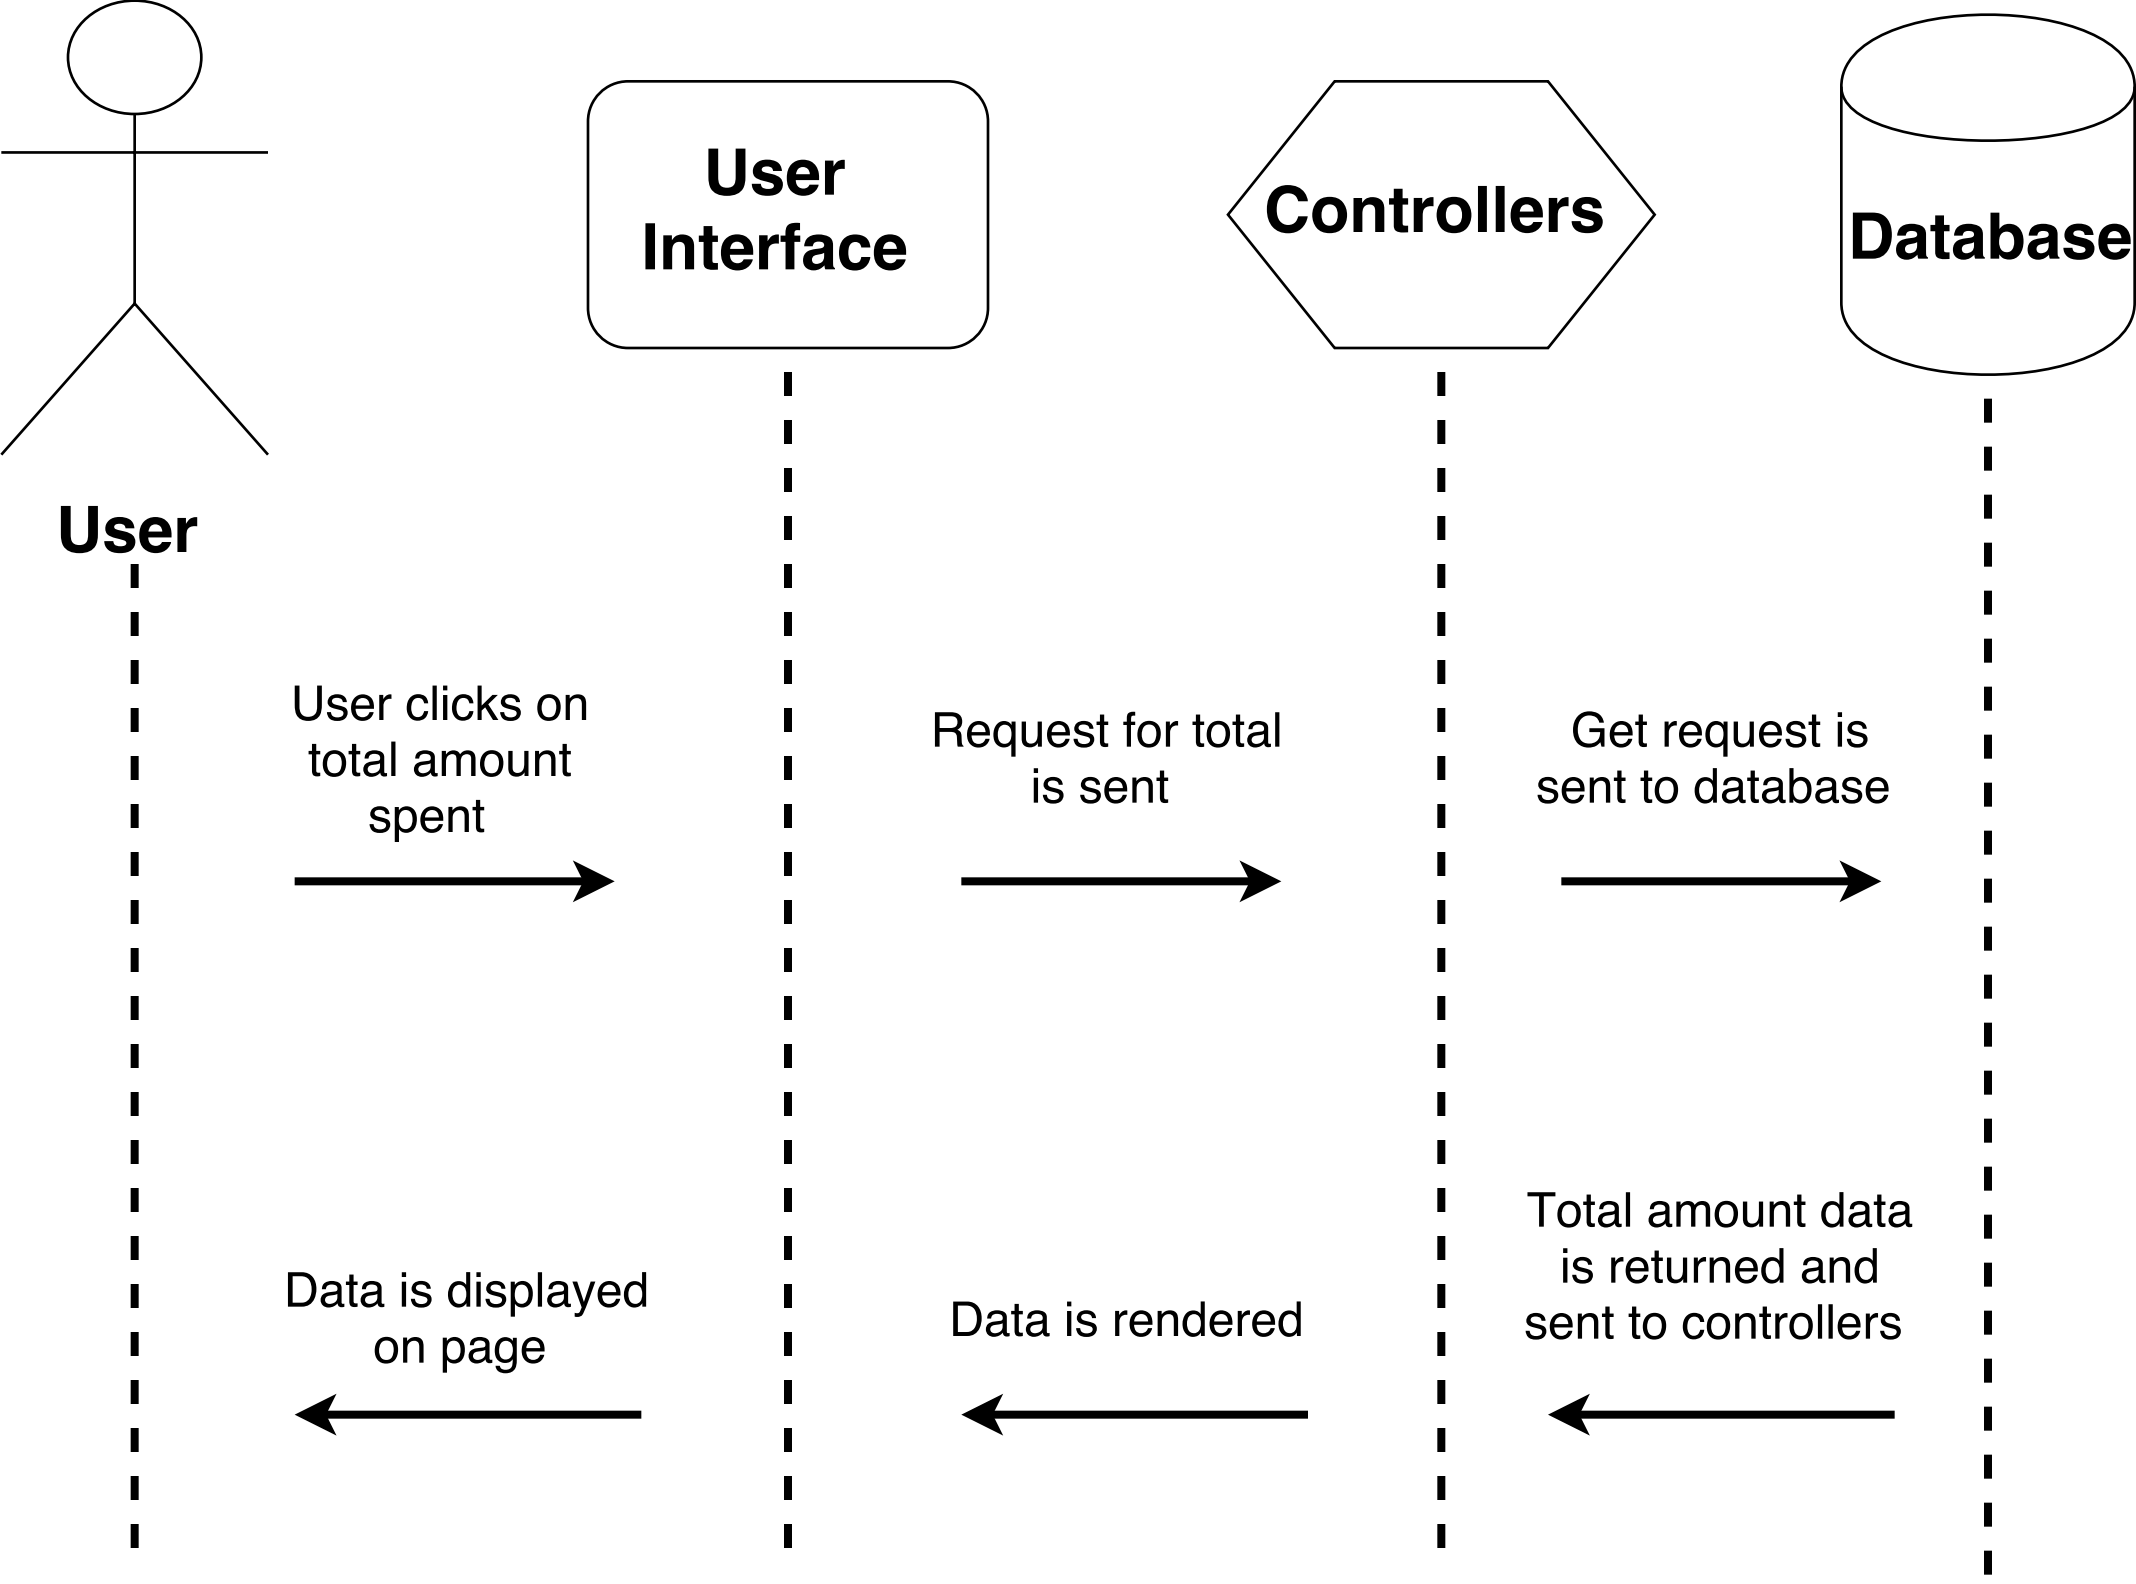 User
Interface
Controllers
Database
User
User clicks on
total amount
spent
Request for total
is sent
Get request is
sent to database
Data is displayed
on page
Data is rendered
Total amount data
is returned and
sent to controllers